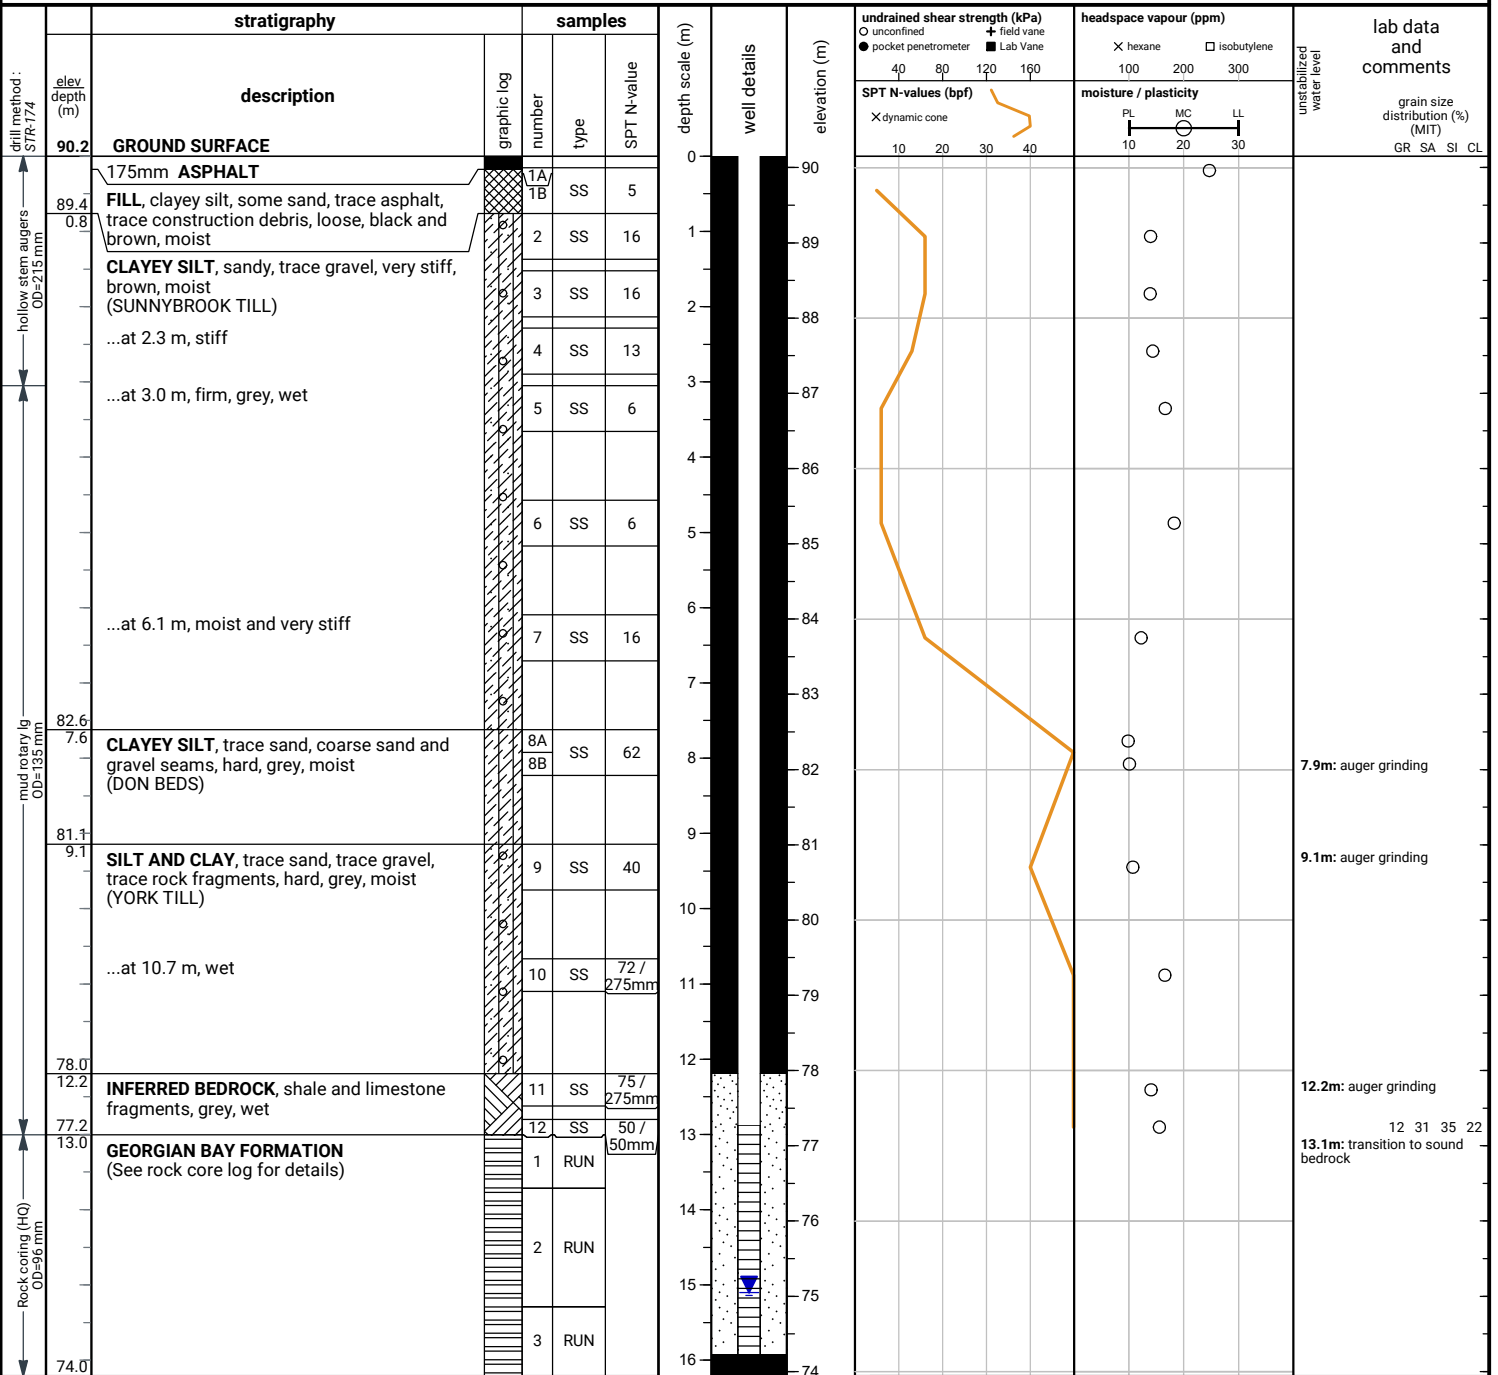 stratigraphy
samples
drill method :
STR-174
elev
depth
(m)
description
graphic log
number
type
SPT N-value
depth scale (m)
well details
elevation (m)
undrained shear strength (kPa)
unconfined
field vane
pocket penetrometer
Lab Vane
40 80 120 160
SPT N-values (bpf)
dynamic cone
10 20 30 40
headspace vapour (ppm)
hexane
isobutylene
100 200 300
moisture / plasticity
PL MC LL
10 20 30
unstabilized
water level
lab data
and
comments
grain size
distribution (%)
(MIT)
GR SA SI CL
90.2
GROUND SURFACE
175mm ASPHALT
FILL, clayey silt, some sand, trace asphalt,
trace construction debris, loose, black and
brown, moist
89.4
0.8
CLAYEY SILT, sandy, trace gravel, very stiff,
brown, moist
(SUNNYBROOK TILL)
...at 2.3 m, stiff
...at 3.0 m, firm, grey, wet
...at 6.1 m, moist and very stiff
82.6
7.6
CLAYEY SILT, trace sand, coarse sand and
gravel seams, hard, grey, moist
(DON BEDS)
81.1
9.1
SILT AND CLAY, trace sand, trace gravel,
trace rock fragments, hard, grey, moist
(YORK TILL)
...at 10.7 m, wet
78.0
12.2
INFERRED BEDROCK, shale and limestone
fragments, grey, wet
77.2
13.0
GEORGIAN BAY FORMATION
(See rock core log for details)
74.0
hollow stem augers
OD=215 mm
mud rotary lg
OD=135 mm
Rock coring (HQ)
OD=96 mm
1A
1B
SS
5
2 SS 16
3 SS 16
4 SS 13
5 SS 6
6 SS 6
7 SS 16
8A
8B
SS
62
9 SS 40
10 SS 72 /
275mm
11 SS 75 /
275mm
12 SS 50 /
50mm
1 RUN
2 RUN
3 RUN
0
1
2
3
4
5
6
7
8
9
10
11
12
13
14
15
16
90
89
88
87
86
85
84
83
82
81
80
79
78
77
76
75
74
7.9m: auger grinding
9.1m: auger grinding
12.2m: auger grinding
12 31 35 22
13.1m: transition to sound
bedrock